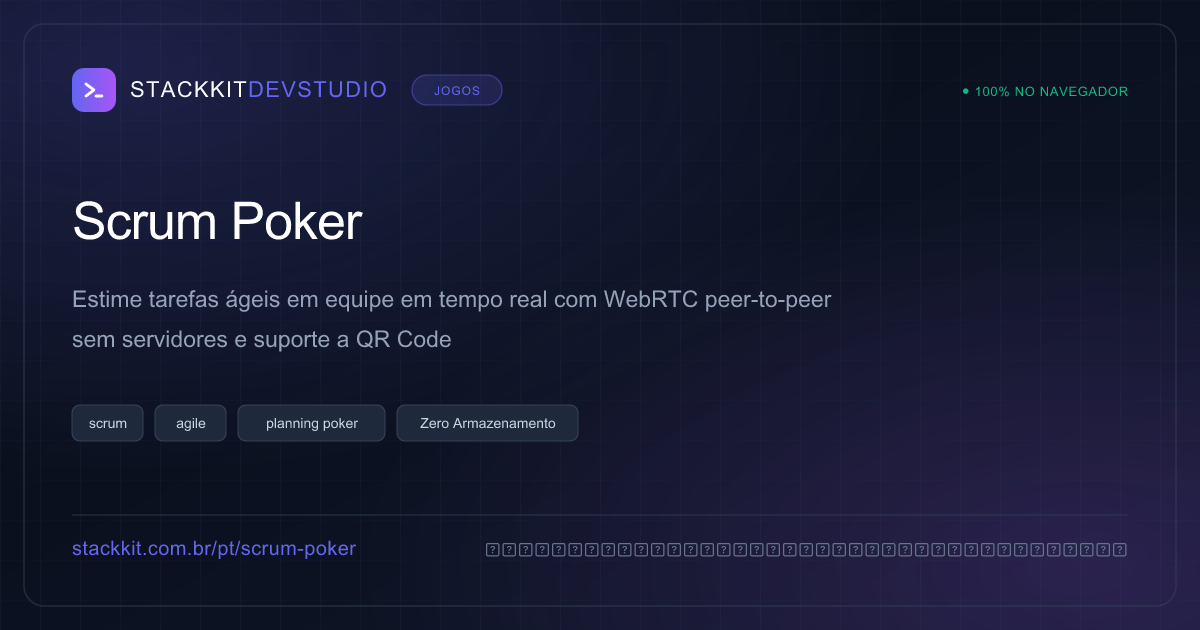 STACKKITDEVSTUDIO
JOGOS
• 100% NO NAVEGADOR
Scrum Poker
Estime tarefas ágeis em equipe em tempo real com WebRTC peer-to-peer
sem servidores e suporte a QR Code
scrum
agile
planning poker
Zero Armazenamento
stackkit.com.br/pt/scrum-poker